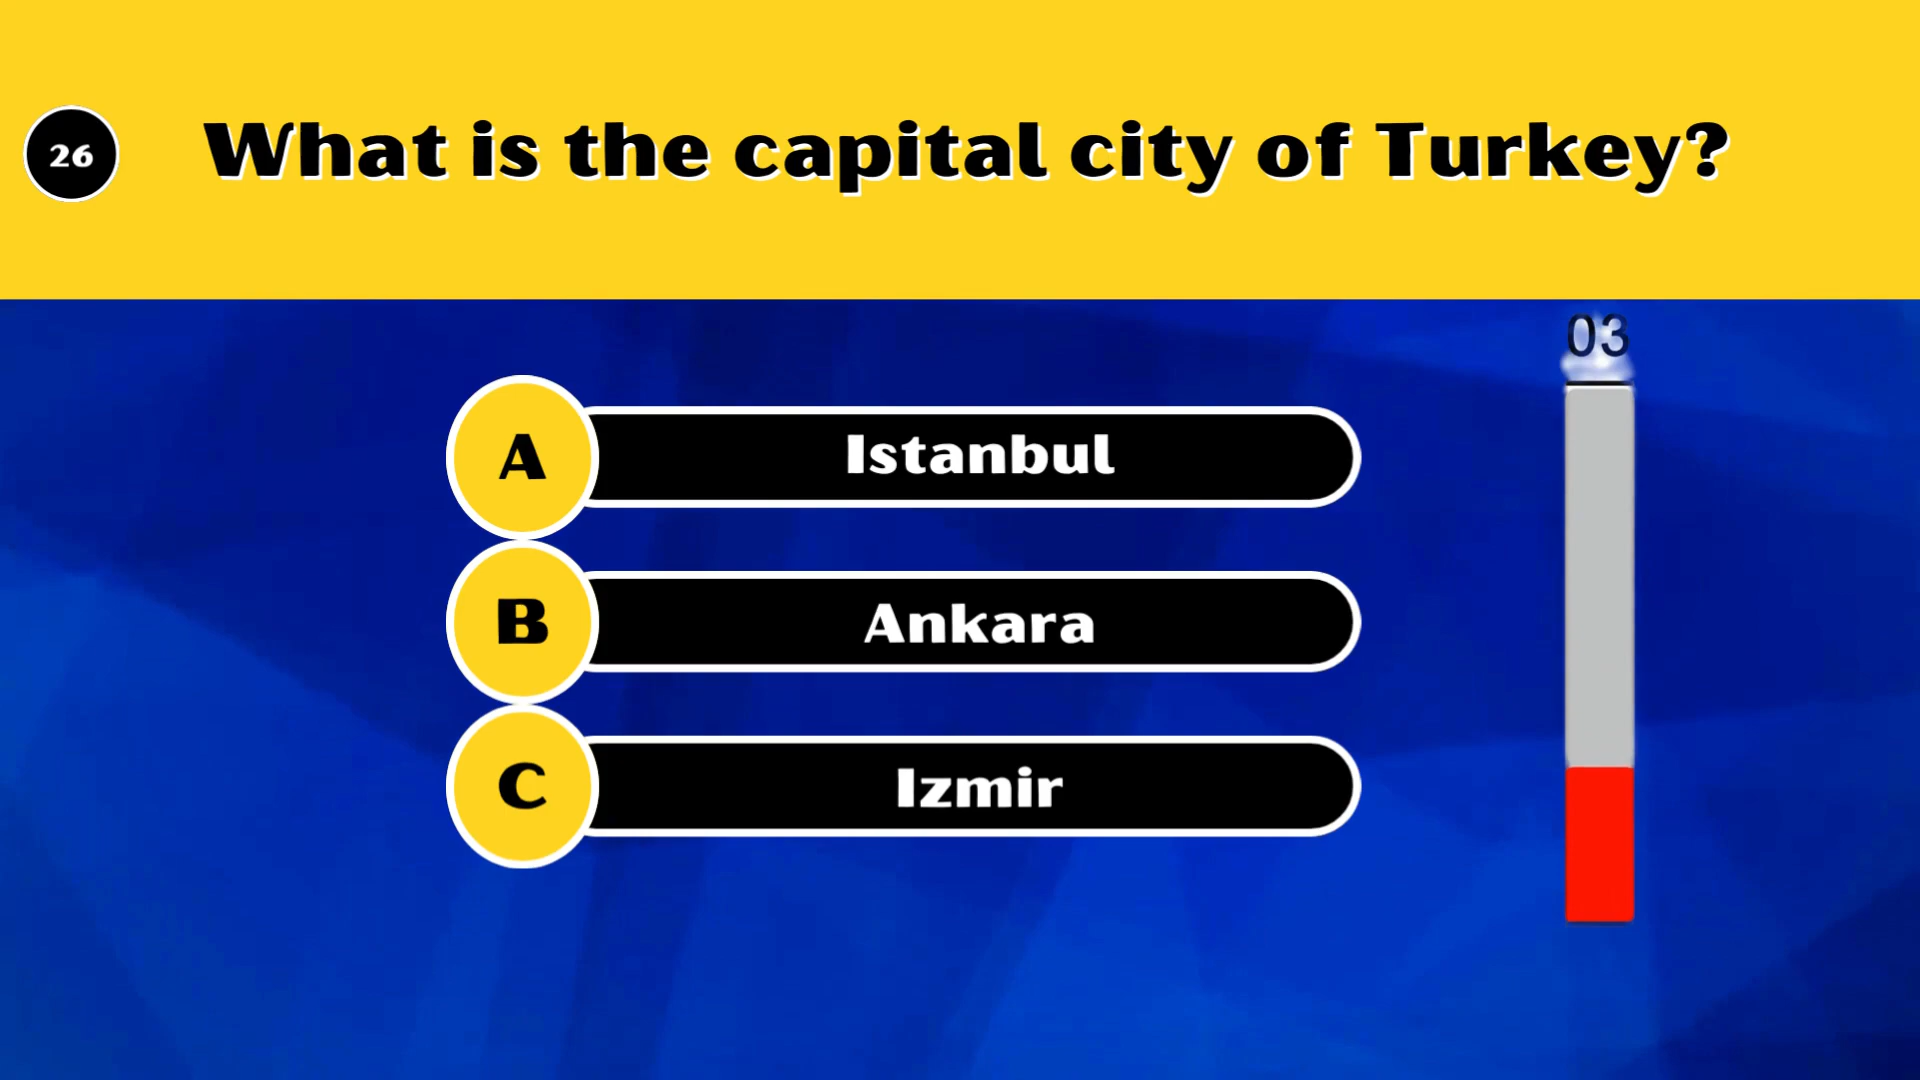 26
What is the capital city of Turkey?
03
A
Istanbul
B
Ankara
C
Izmir